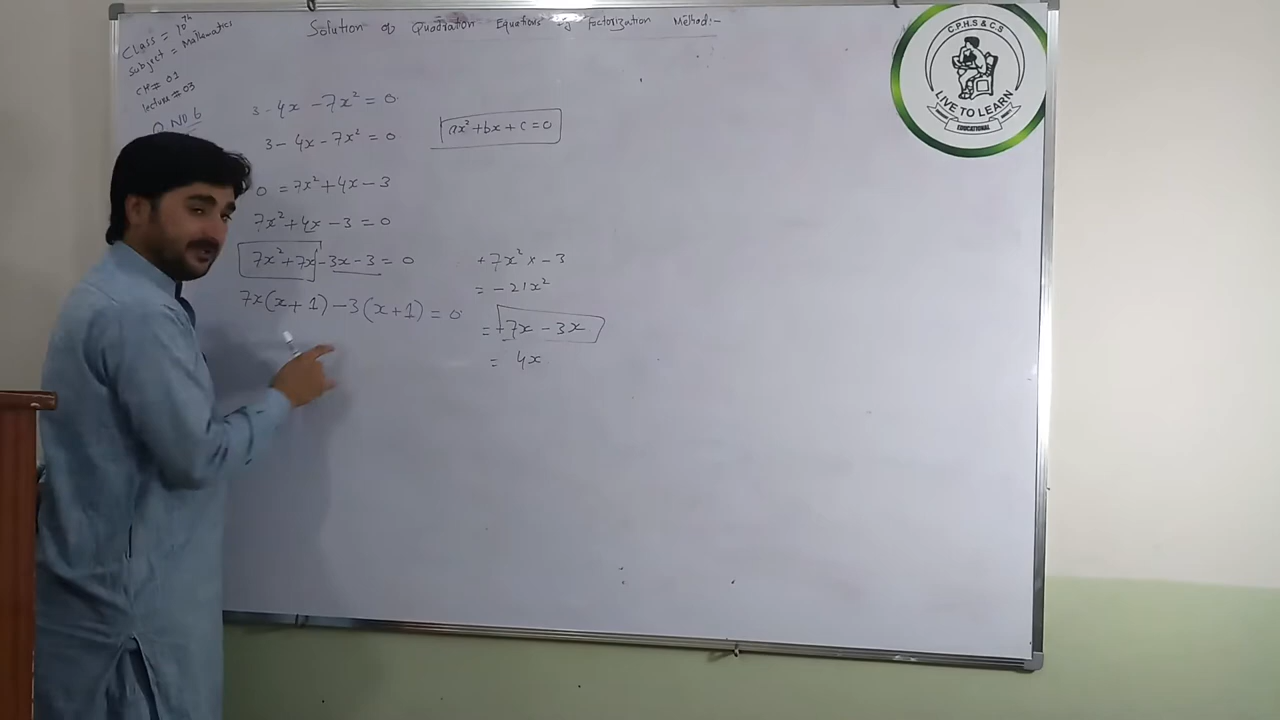 Class = 10th
Subject = Mathematics
CH# 01
lecture # 03
Q NO 6
Solution of Quadration Equations by Factorization Method:-
3 - 4x - 7x² = 0
3 - 4x - 7x² = 0
0 = 7x² + 4x - 3
7x² + 4x - 3 = 0
7x² + 7x - 3x - 3 = 0
7x(x + 1) - 3(x + 1) = 0
ax² + bx + c = 0
+7x² x -3
= -21x²
= +7x - 3x
= 4x
C.P.H.S & C.S
LIVE TO LEARN
EDUCATIONAL